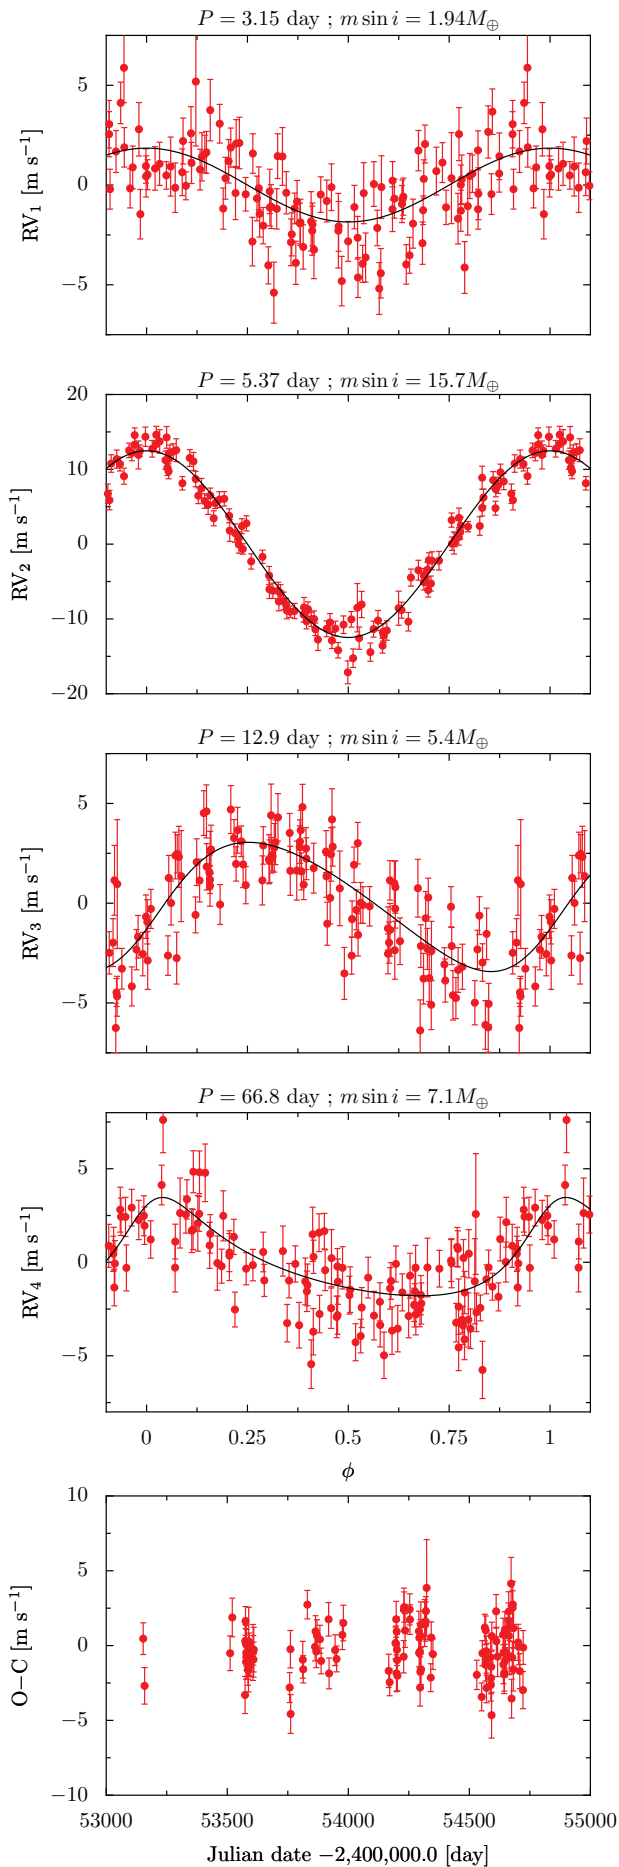 P = 3.15 day ; m sin i = 1.94M⊕
5
0
−5
RV₁ [m s⁻¹]
P = 5.37 day ; m sin i = 15.7M⊕
20
10
0
−10
−20
RV₂ [m s⁻¹]
P = 12.9 day ; m sin i = 5.4M⊕
5
0
−5
RV₃ [m s⁻¹]
P = 66.8 day ; m sin i = 7.1M⊕
5
0
−5
RV₄ [m s⁻¹]
0 0.25 0.5 0.75 1
ϕ
10
5
0
−5
−10
O−C [m s⁻¹]
53000 53500 54000 54500 55000
Julian date −2,400,000.0 [day]